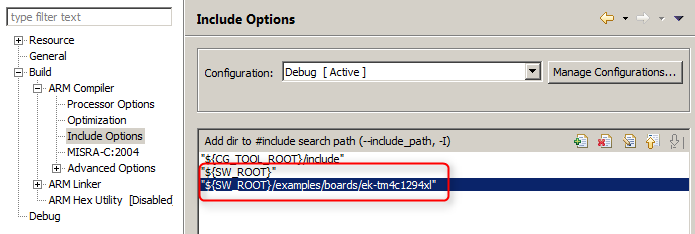 type filter text
Resource
General
Build
ARM Compiler
Processor Options
Optimization
Include Options
MISRA-C:2004
Advanced Options
ARM Linker
ARM Hex Utility [Disabled
Debug
Include Options
Configuration:
Debug [ Active ]
Manage Configurations...
Add dir to #include search path (--include_path, -I)
"${CG_TOOL_ROOT}/include"
"${SW_ROOT}"
"${SW_ROOT}/examples/boards/ek-tm4c1294xl"